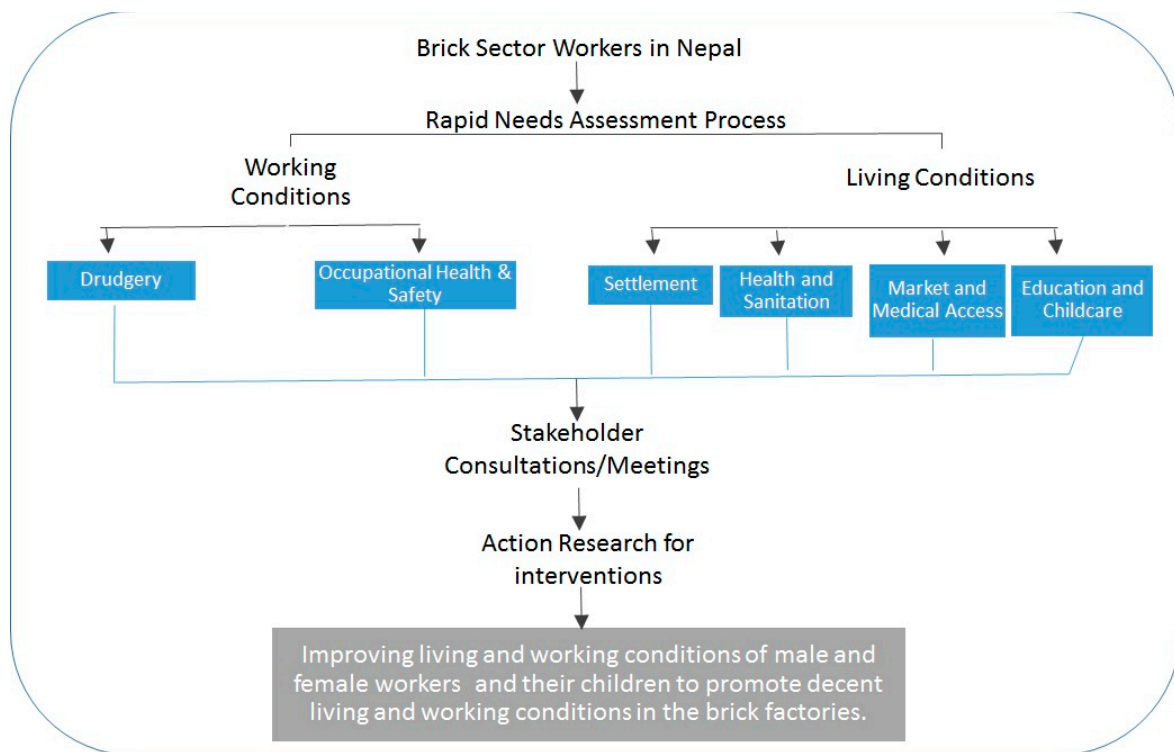 Brick Sector Workers in Nepal
Rapid Needs Assessment Process
Working
Conditions
Living Conditions
Drudgery
Occupational Health &
Safety
Settlement
Health and
Sanitation
Market and
Medical Access
Education and
Childcare
Stakeholder
Consultations/Meetings
Action Research for
interventions
Improving living and working conditions of male and
female workers and their children to promote decent
living and working conditions in the brick factories.